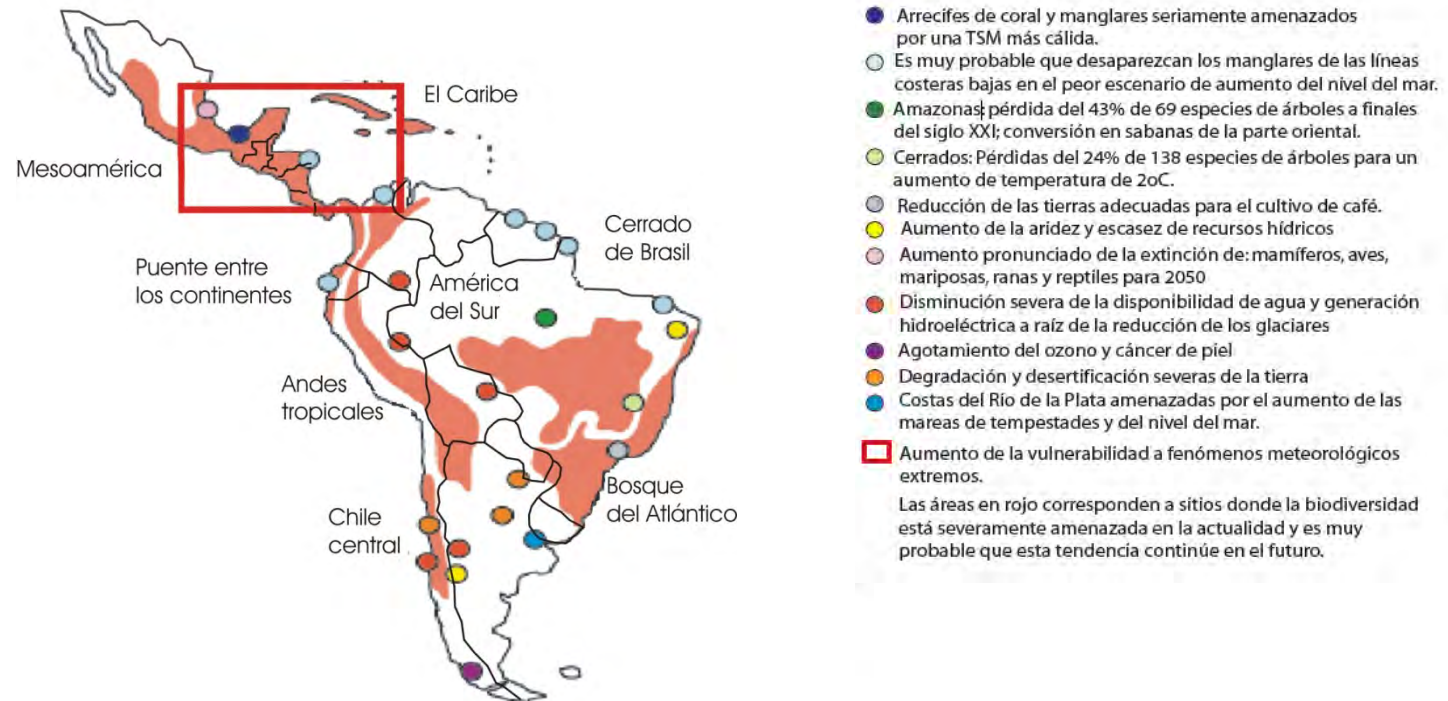 El Caribe
Mesoamérica
Cerrado
de Brasil
Puente entre
los continentes
América
del Sur
Andes
tropicales
Bosque
del Atlántico
Chile
central
Arrecifes de coral y manglares seriamente amenazados
por una TSM más cálida.
Es muy probable que desaparezcan los manglares de las líneas
costeras bajas en el peor escenario de aumento del nivel del mar.
Amazonas; pérdida del 43% de 69 especies de árboles a finales
del siglo XXI; conversión en sabanas de la parte oriental.
Cerrados: Pérdidas del 24% de 138 especies de árboles para un
aumento de temperatura de 2oC.
Reducción de las tierras adecuadas para el cultivo de café.
Aumento de la aridez y escasez de recursos hídricos
Aumento pronunciado de la extinción de: mamíferos, aves,
mariposas, ranas y reptiles para 2050
Disminución severa de la disponibilidad de agua y generación
hidroeléctrica a raíz de la reducción de los glaciares
Agotamiento del ozono y cáncer de piel
Degradación y desertificación severas de la tierra
Costas del Río de la Plata amenazadas por el aumento de las
mareas de tempestades y del nivel del mar.
Aumento de la vulnerabilidad a fenómenos meteorológicos
extremos.
Las áreas en rojo corresponden a sítios donde la biodiversidad
está severamente amenazada en la actualidad y es muy
probable que esta tendencia continúe en el futuro.